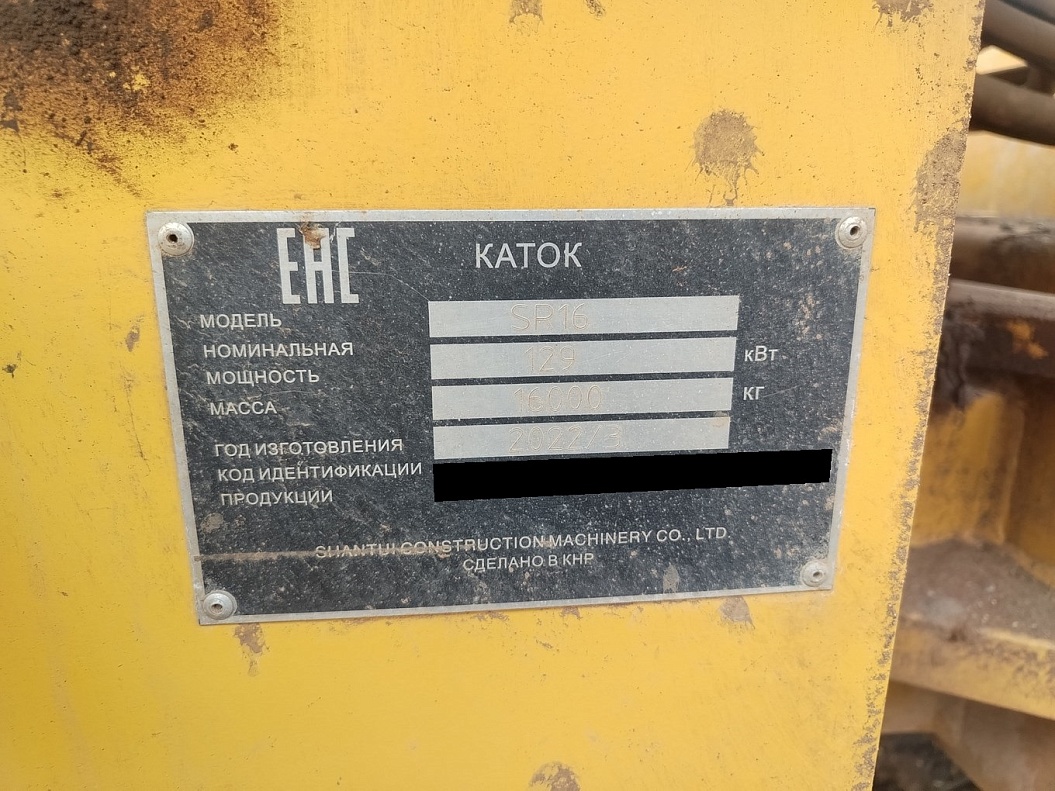 ЕАС КАТОК
МОДЕЛЬ SP16
НОМИНАЛЬНАЯ МОЩНОСТЬ 129 кВт
МАССА 16000 КГ
ГОД ИЗГОТОВЛЕНИЯ 2022/3
КОД ИДЕНТИФИКАЦИИ
ПРОДУКЦИИ
SHANTUI CONSTRUCTION MACHINERY CO., LTD.
СДЕЛАНО В КНР